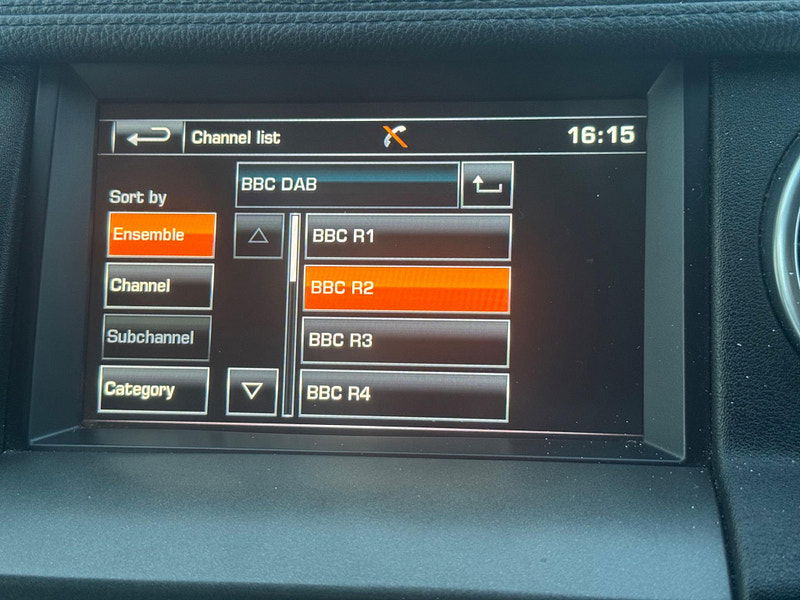 Channel list
16:15
BBC DAB
Sort by
Ensemble
Channel
Subchannel
Category
BBC R1
BBC R2
BBC R3
BBC R4